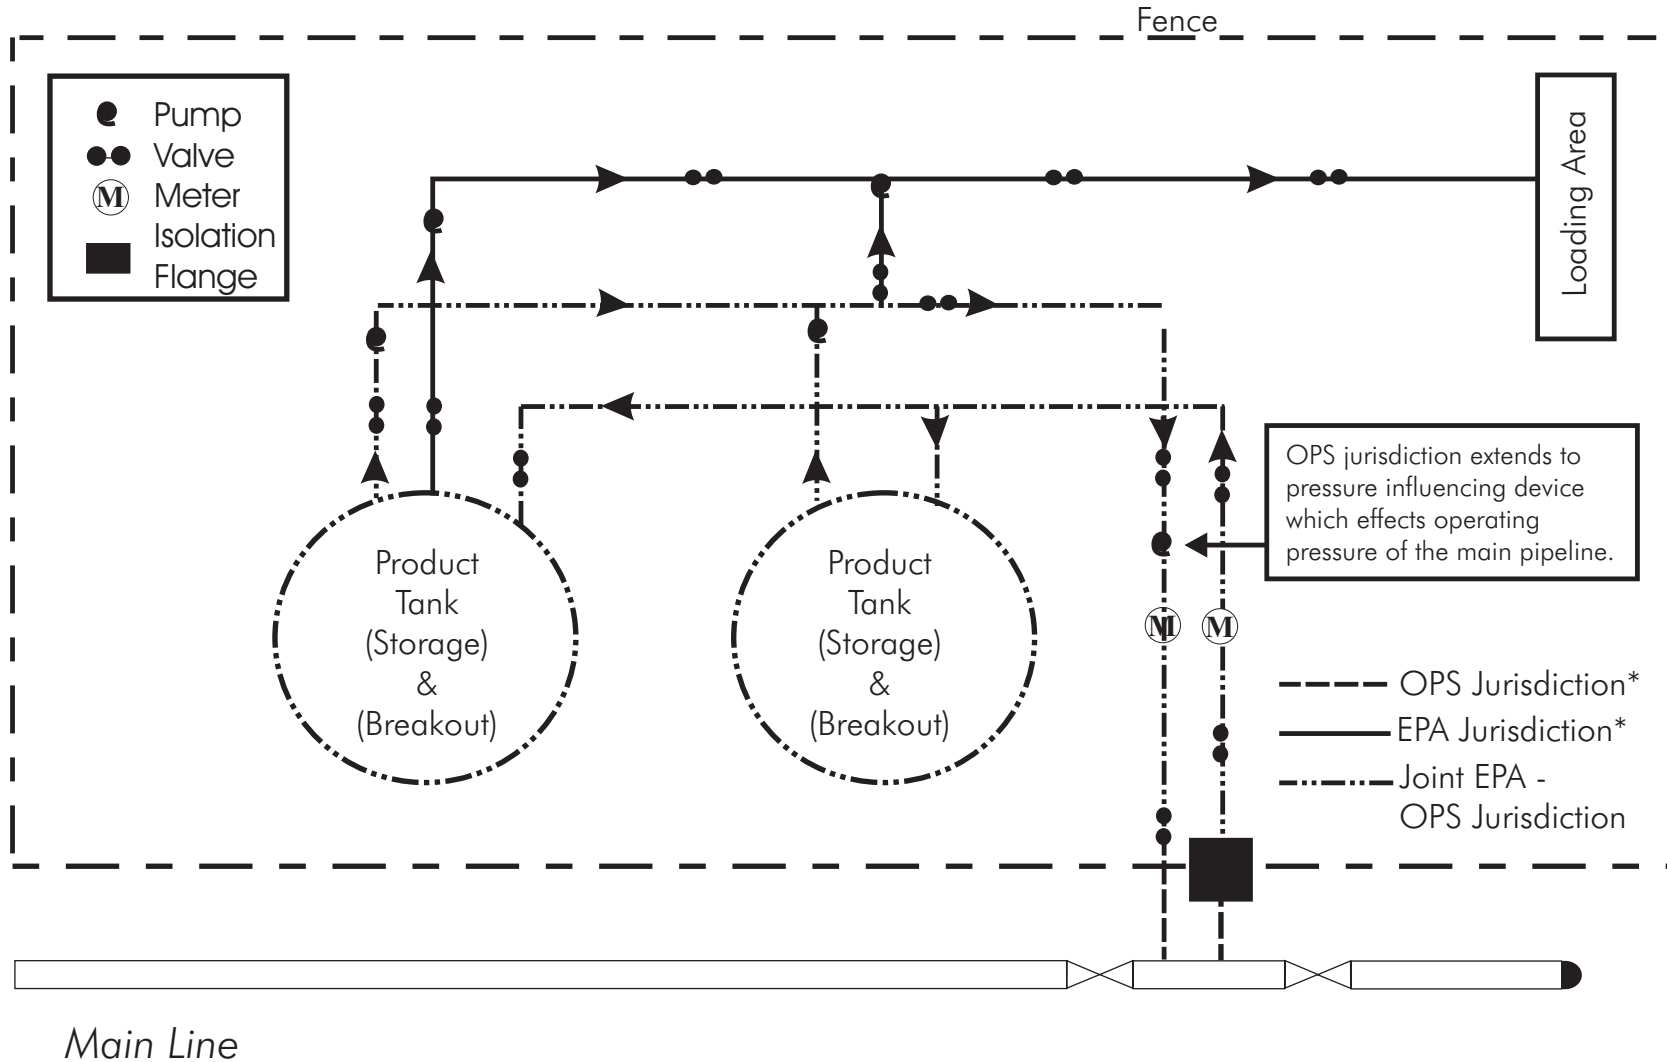 Fence
Pump
Valve
M Meter
Isolation
Flange
Loading Area
OPS jurisdiction extends to
pressure influencing device
which effects operating
pressure of the main pipeline.
Product
Tank
(Storage)
&
(Breakout)
Product
Tank
(Storage)
&
(Breakout)
M
M
OPS Jurisdiction*
EPA Jurisdiction*
Joint EPA -
OPS Jurisdiction
Main Line